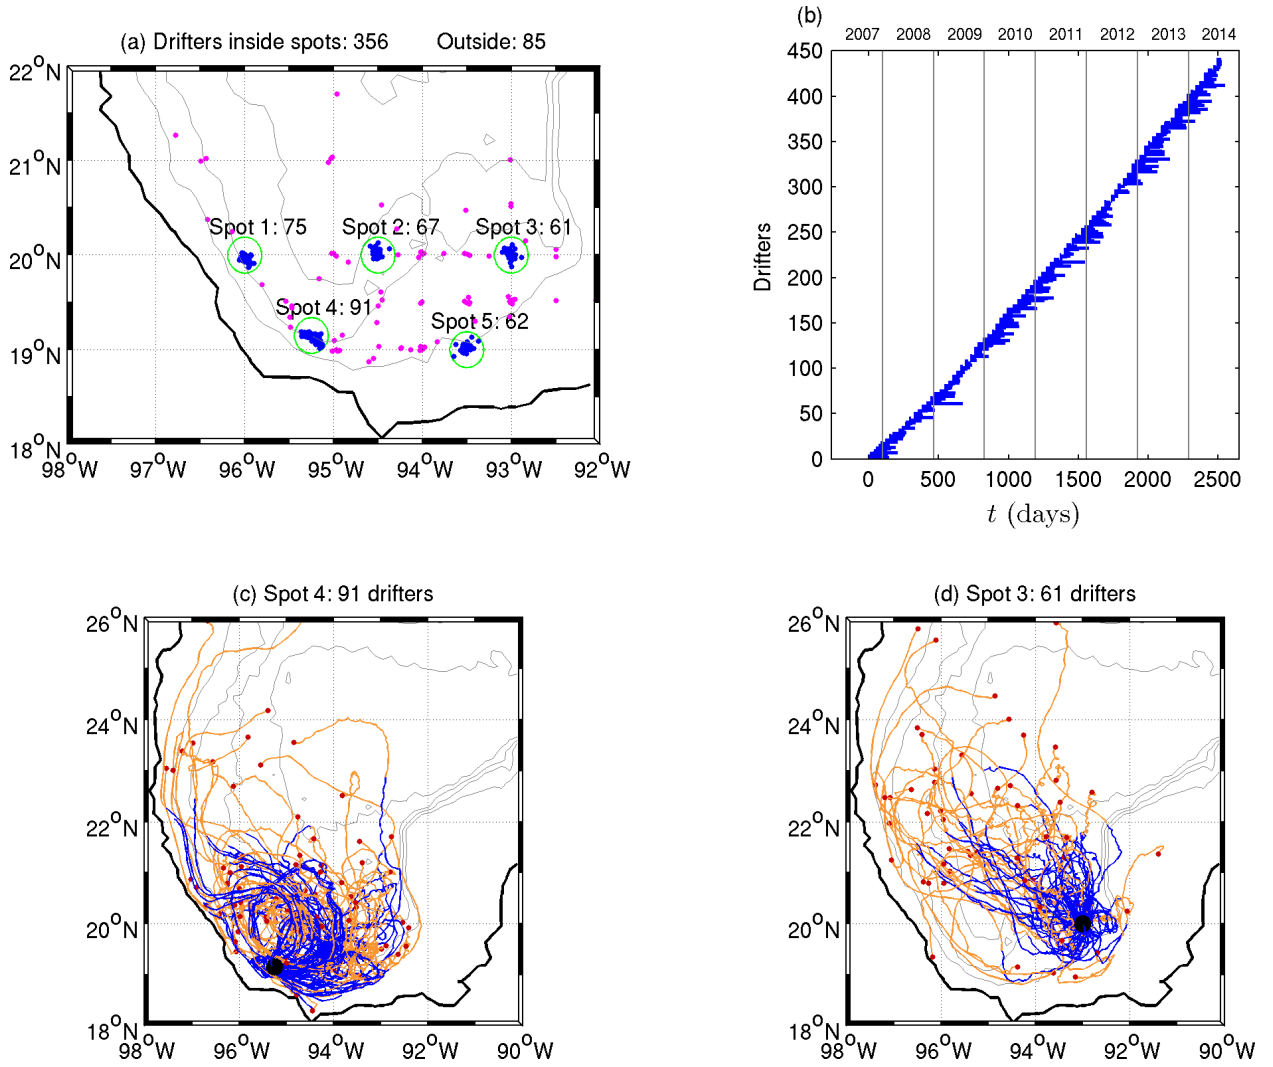 (a) Drifters inside spots: 356 Outside: 85
22°N
21°N
20°N
19°N
18°N
Spot 1: 75
Spot 2: 67
Spot 3: 61
Spot 4: 91
Spot 5: 62
98°W 97°W 96°W 95°W 94°W 93°W 92°W
(b)
2007 2008 2009 2010 2011 2012 2013 2014
450
400
350
300
250
200
150
100
50
0
Drifters
0 500 1000 1500 2000 2500
t (days)
(c) Spot 4: 91 drifters
26°N
24°N
22°N
20°N
18°N
98°W 96°W 94°W 92°W 90°W
(d) Spot 3: 61 drifters
26°N
24°N
22°N
20°N
18°N
98°W 96°W 94°W 92°W 90°W